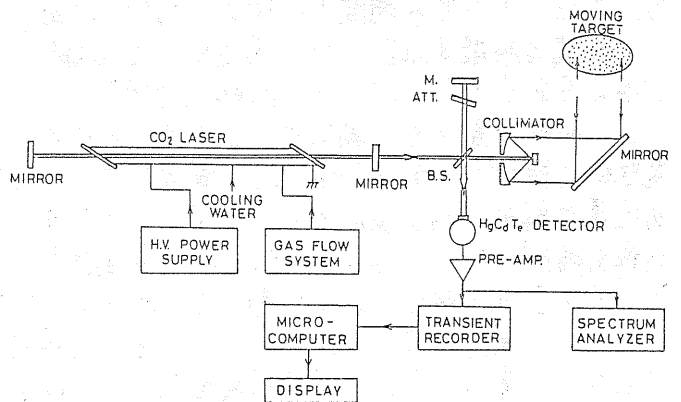 MOVING
TARGET
M.
ATT.
COLLIMATOR
CO2 LASER
MIRROR
MIRROR
B.S.
MIRROR
COOLING
WATER
H.V. POWER
SUPPLY
GAS FLOW
SYSTEM
HgCdTe DETECTOR
PRE-AMP.
MICRO-
COMPUTER
TRANSIENT
RECORDER
SPECTRUM
ANALYZER
DISPLAY